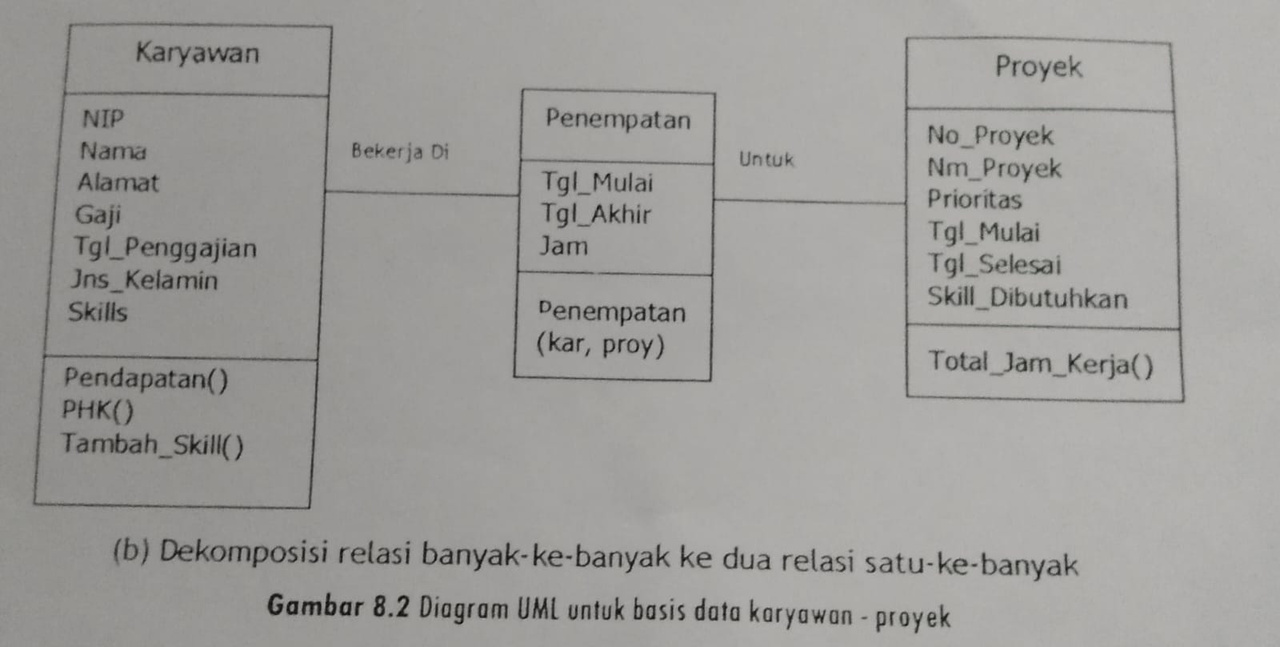 Karyawan
NIP
Nama
Alamat
Gaji
Tgl_Penggajian
Jns_Kelamin
Skills
Pendapatan()
PHK()
Tambah_Skill()
Bekerja Di
Penempatan
Tgl_Mulai
Tgl_Akhir
Jam
Penempatan
(kar, proy)
Untuk
Proyek
No_Proyek
Nm_Proyek
Prioritas
Tgl_Mulai
Tgl_Selesai
Skill_Dibutuhkan
Total_Jam_Kerja()
(b) Dekomposisi relasi banyak-ke-banyak ke dua relasi satu-ke-banyak
Gambar 8.2 Diagram UML untuk basis data karyawan - proyek